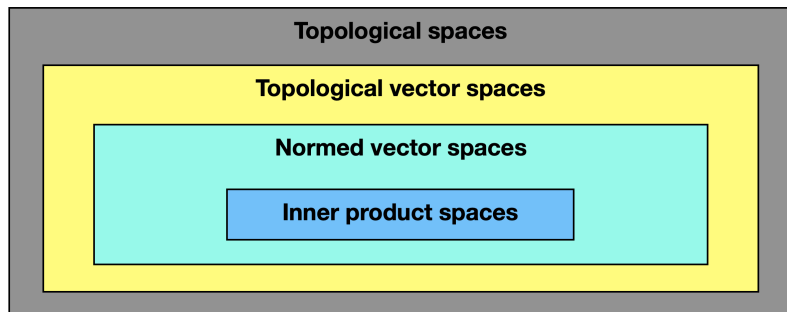 Topological spaces
Topological vector spaces
Normed vector spaces
Inner product spaces